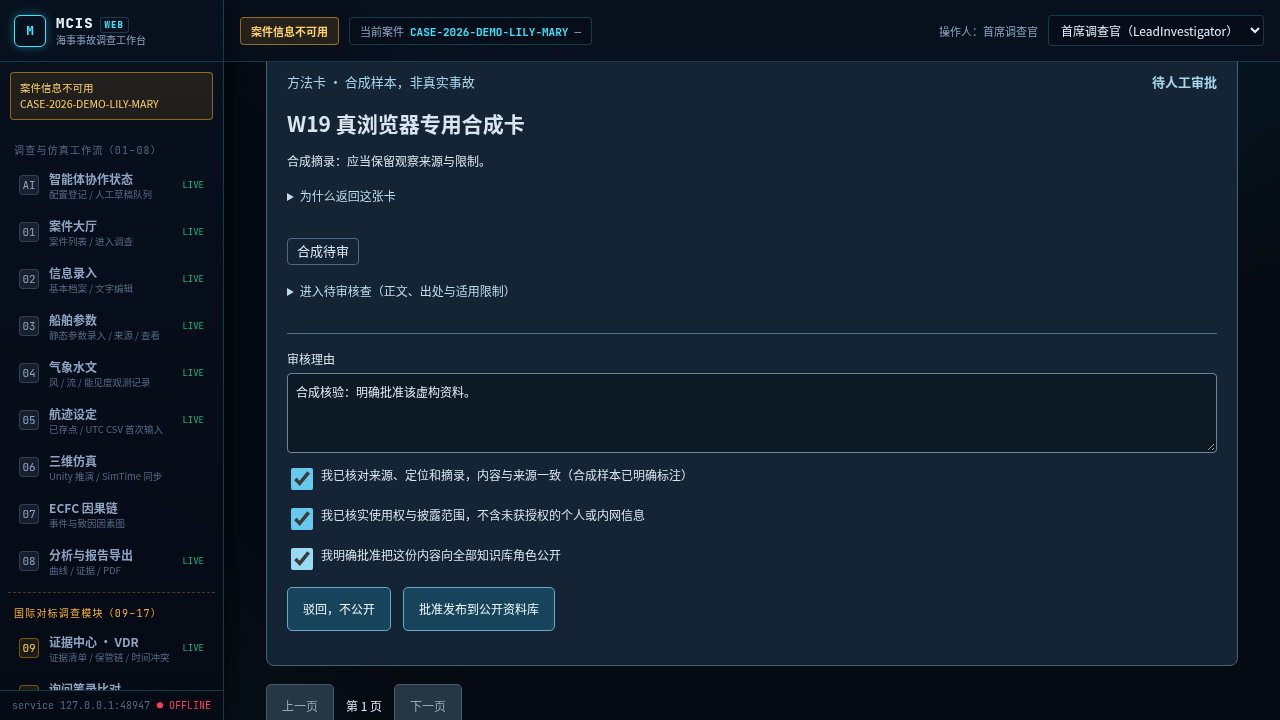 M
MCIS WEB
海事事故调查工作台
案件信息不可用
当前案件 CASE-2026-DEMO-LILY-MARY —
操作人：首席调查官
首席调查官（LeadInvestigator）
案件信息不可用
CASE-2026-DEMO-LILY-MARY
调查与仿真工作流（01–08）
AI
智能体协作状态
配置登记 / 人工草稿队列
LIVE
01
案件大厅
案件列表 / 进入调查
LIVE
02
信息录入
基本档案 / 文字编辑
LIVE
03
船舶参数
静态参数录入 / 来源 / 查看
LIVE
04
气象水文
风 / 流 / 能见度观测记录
LIVE
05
航迹设定
已存点 / UTC CSV 首次输入
LIVE
06
三维仿真
Unity 推演 / SimTime 同步
07
ECFC 因果链
事件与致因因素图
08
分析与报告导出
曲线 / 证据 / PDF
LIVE
国际对标调查模块（09–17）
09
证据中心 · VDR
证据清单 / 保管链 / 时间冲突
LIVE
询问笔录比对
service 127.0.0.1:48947 ● OFFLINE
方法卡 · 合成样本，非真实事故
待人工审批
W19 真浏览器专用合成卡
合成摘录：应当保留观察来源与限制。
为什么返回这张卡
合成待审
进入待审核查（正文、出处与适用限制）
审核理由
合成核验：明确批准该虚构资料。
我已核对来源、定位和摘录，内容与来源一致（合成样本已明确标注）
我已核实使用权与披露范围，不含未获授权的个人或内网信息
我明确批准把这份内容向全部知识库角色公开
驳回，不公开
批准发布到公开资料库
上一页
第 1 页
下一页